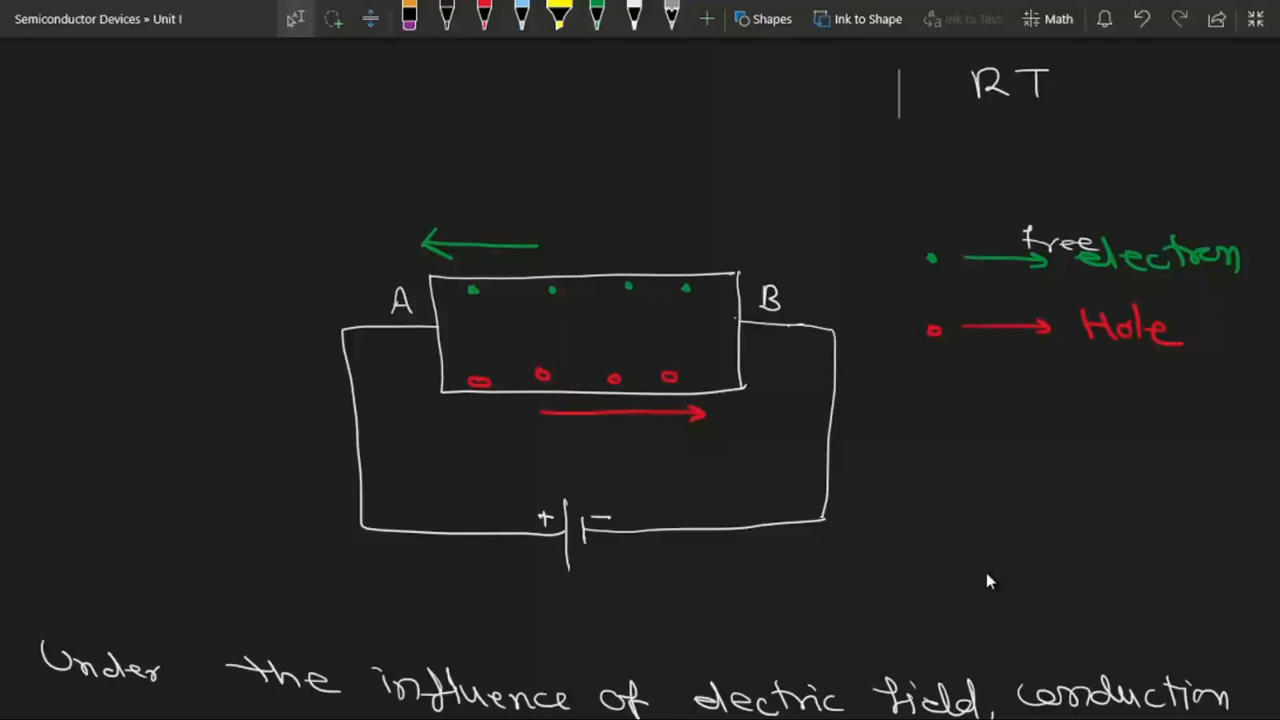 Semiconductor Devices » Unit I
Shapes
Ink to Shape
Ink to Text
Math
| RT
free electron
A
B
Hole
+ -
Under the influence of electric field, conduction